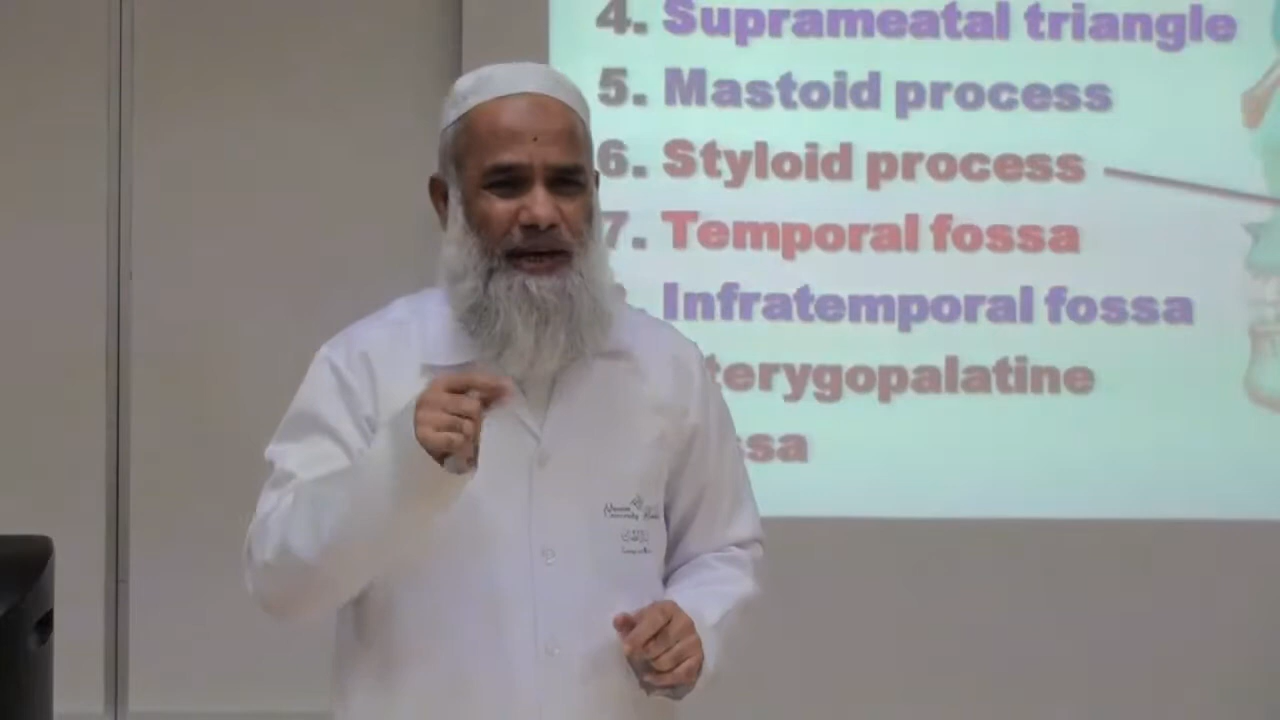 4. Suprameatal triangle
5. Mastoid process
6. Styloid process
7. Temporal fossa
Infratemporal fossa
terygopalatine
ssa